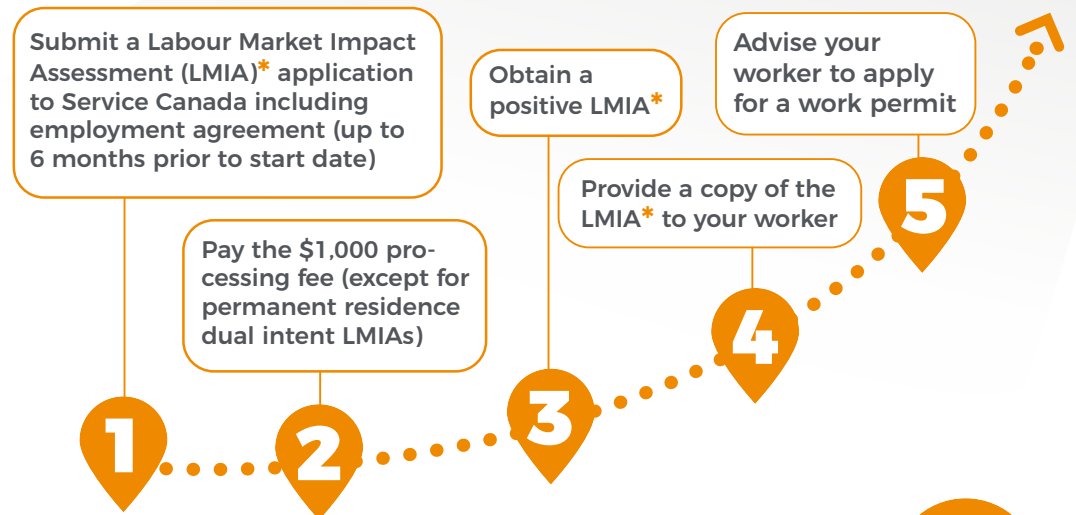 Submit a Labour Market Impact
Assessment (LMIA)* application
to Service Canada including
employment agreement (up to
6 months prior to start date)
1
Pay the $1,000 pro-
cessing fee (except for
permanent residence
dual intent LMIAs)
2
Obtain a
positive LMIA*
3
Provide a copy of the
LMIA* to your worker
4
Advise your
worker to apply
for a work permit
5